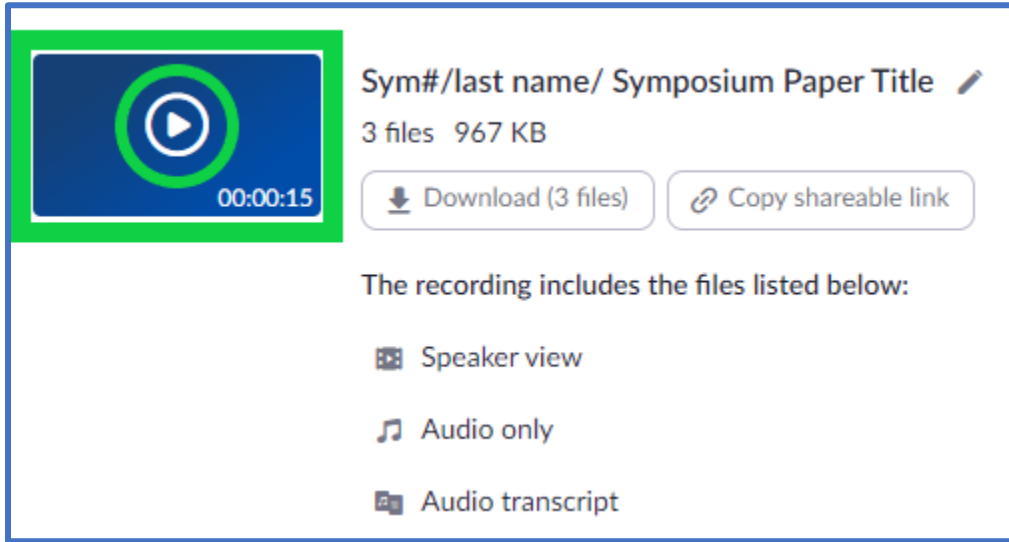 Sym#/last name/ Symposium Paper Title
3 files 967 KB
00:00:15
Download (3 files)
Copy shareable link
The recording includes the files listed below:
Speaker view
Audio only
Audio transcript